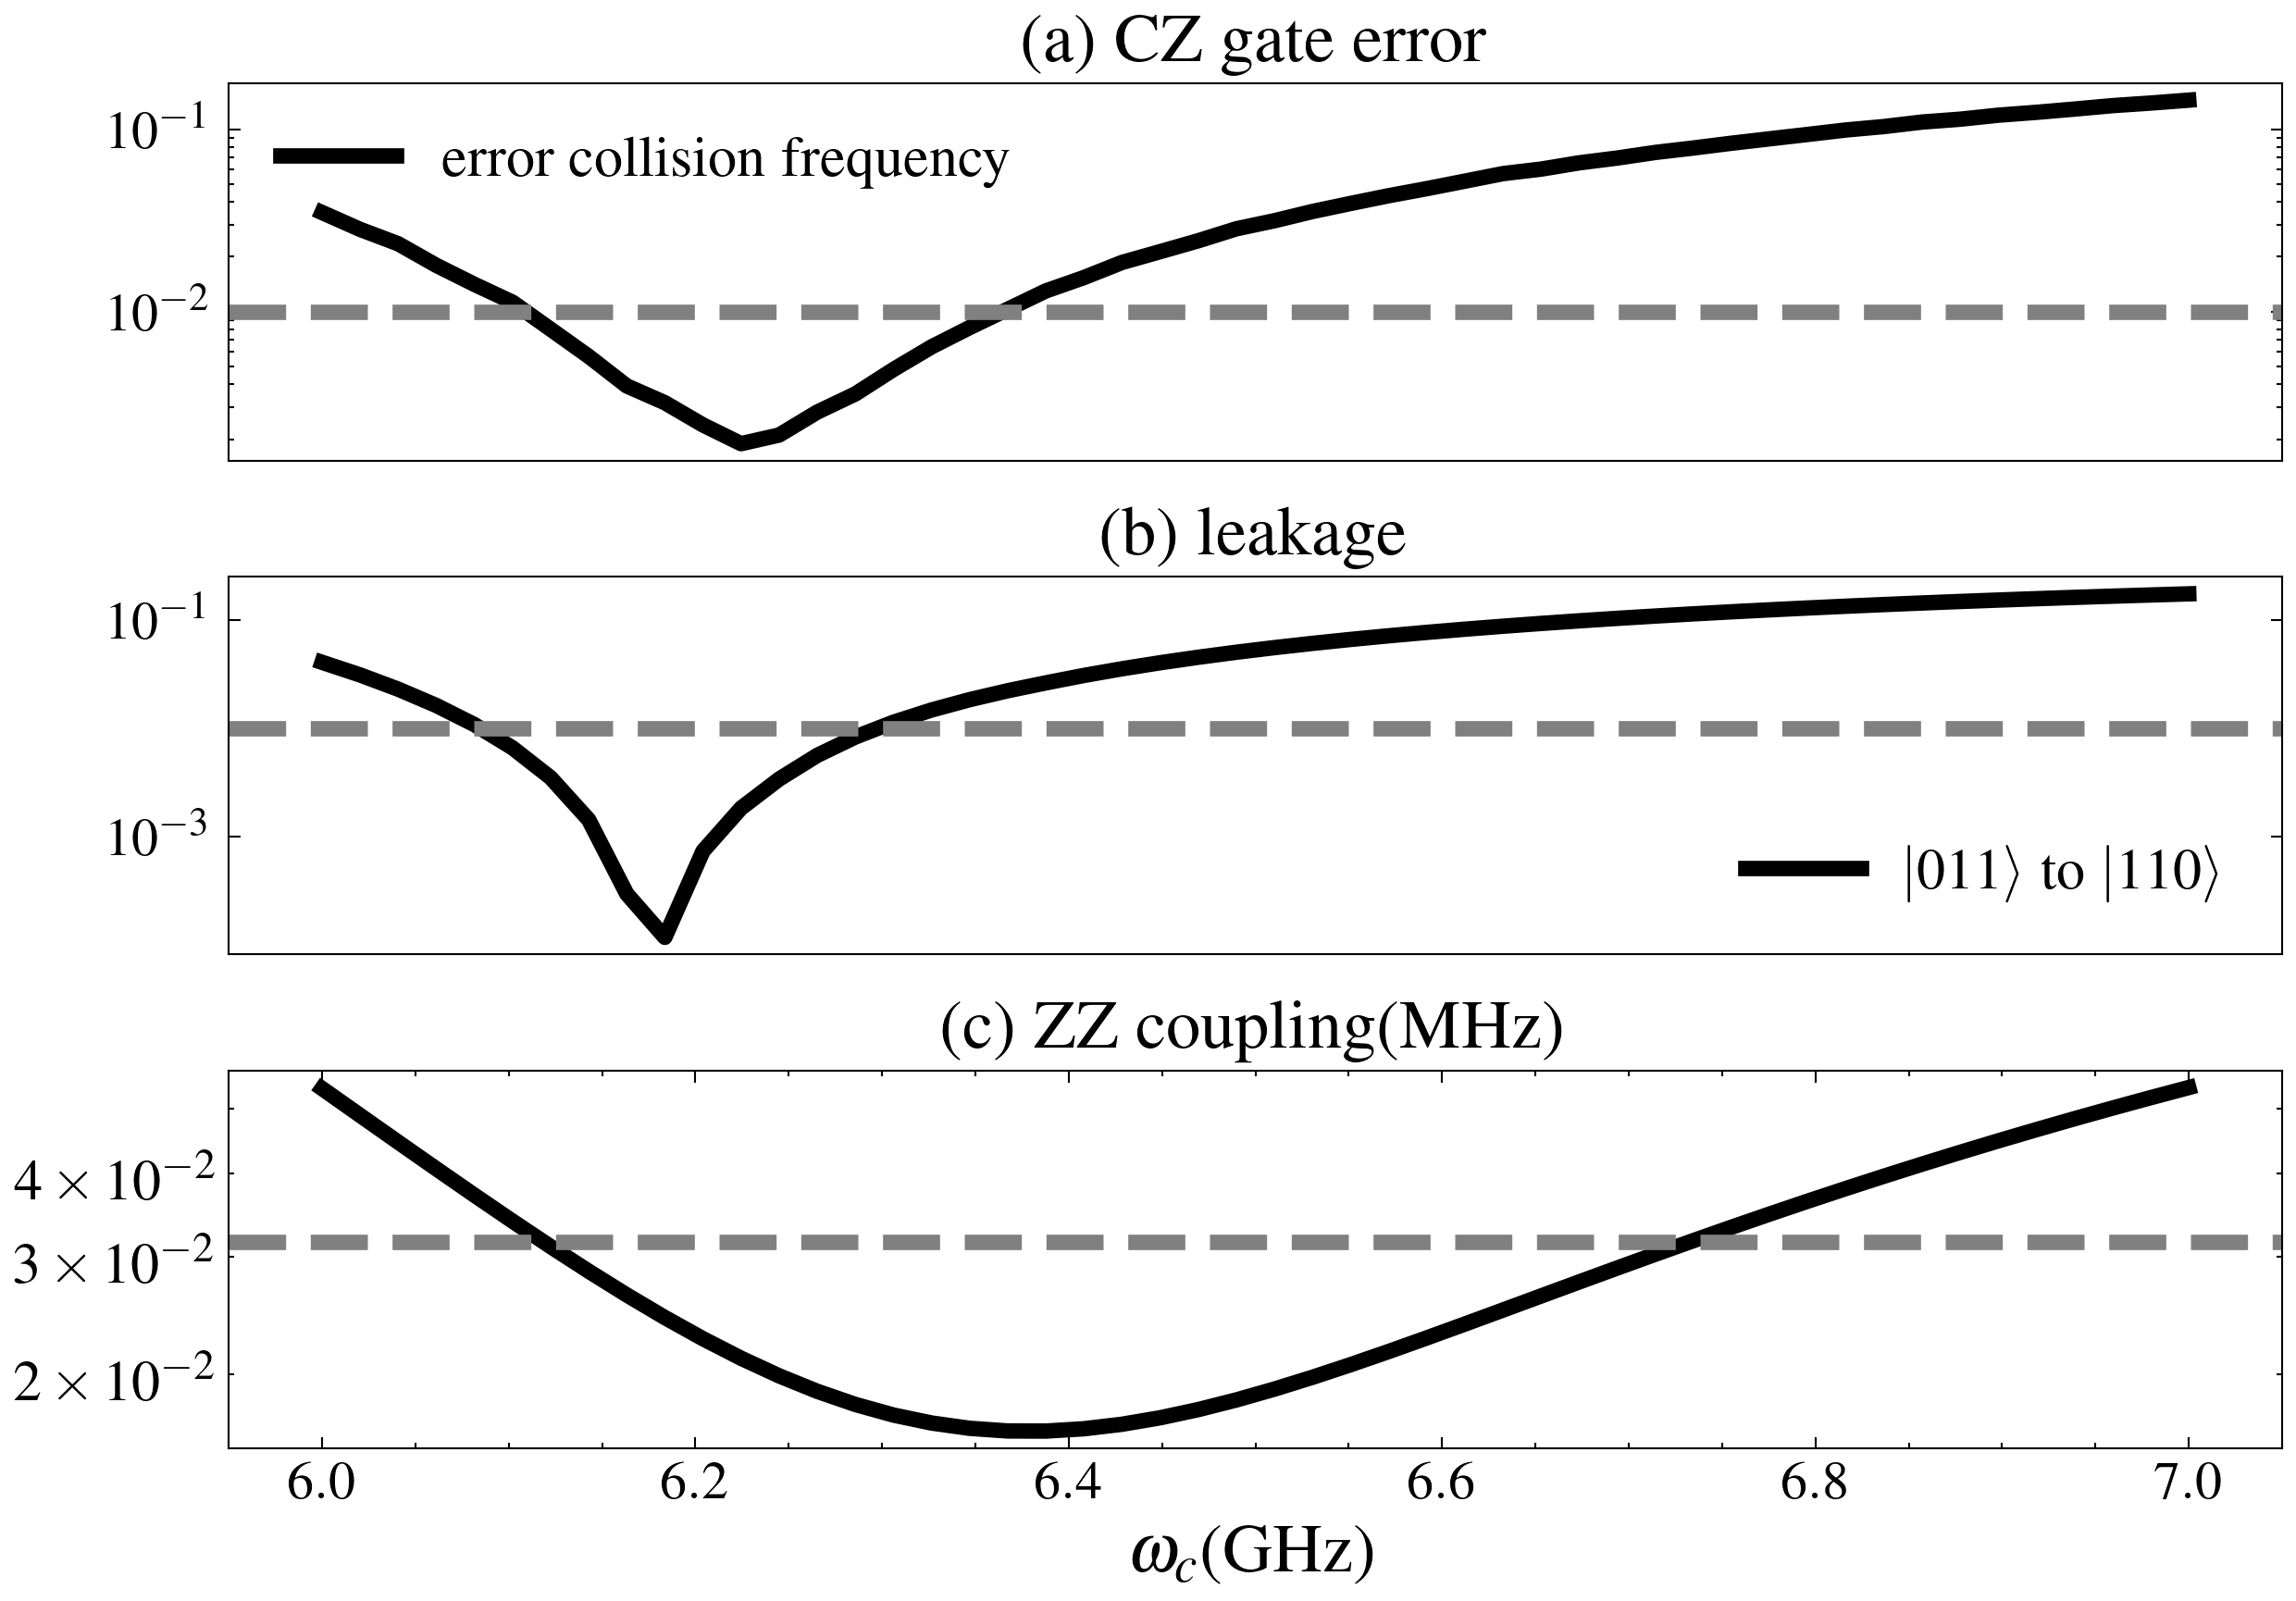 (a) CZ gate error
10⁻¹
error collision frequency
10⁻²
(b) leakage
10⁻¹
10⁻³
|011⟩ to |110⟩
(c) ZZ coupling(MHz)
4 × 10⁻²
3 × 10⁻²
2 × 10⁻²
6.0 6.2 6.4 6.6 6.8 7.0
ω_c(GHz)